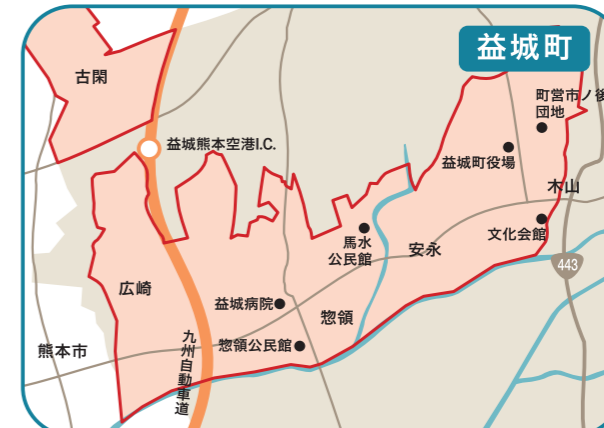 益城町
古閑
町営市ノ後
団地
益城熊本空港I.C.
益城町役場
木山
馬水
公民館
安永
文化会館
443
広崎
益城病院
惣領
熊本市
惣領公民館
九州自動車道